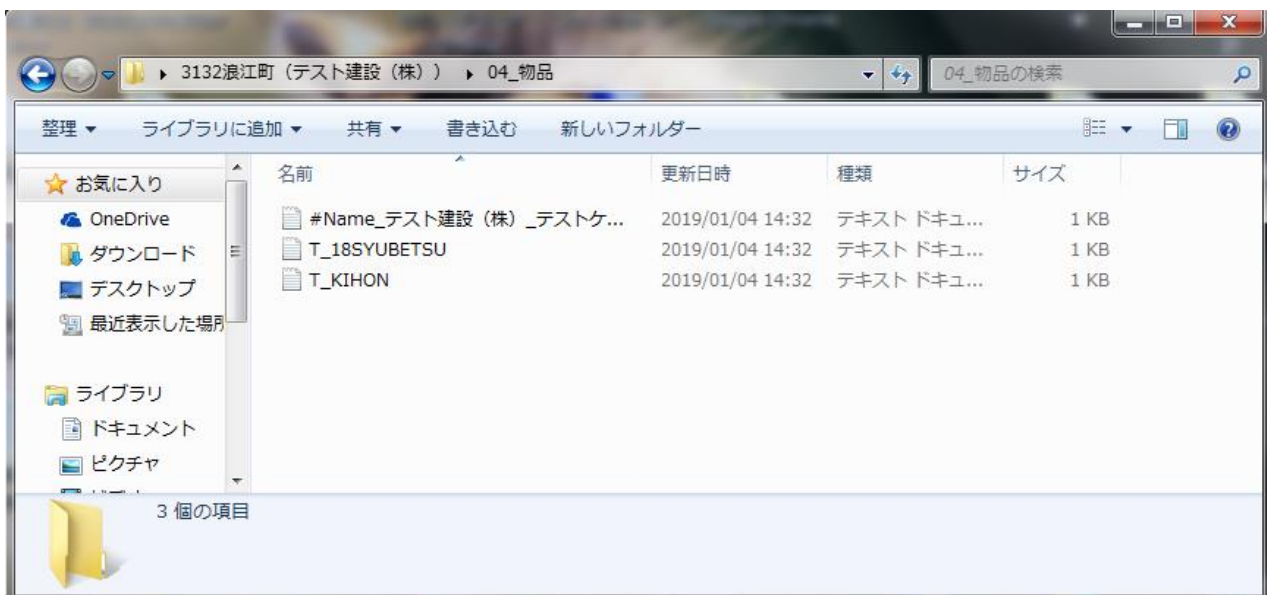 3132浪江町(テスト建設(株)) ▸ 04_物品 04_物品の検索
整理 ▼ ライブラリに追加 ▼ 共有 ▼ 書き込む 新しいフォルダー
お気に入り
OneDrive
ダウンロード
デスクトップ
最近表示した場所
ライブラリ
ドキュメント
ピクチャ
名前 更新日時 種類 サイズ
#Name_テスト建設(株)_テストケ... 2019/01/04 14:32 テキスト ドキュ... 1 KB
T_18SYUBETSU 2019/01/04 14:32 テキスト ドキュ... 1 KB
T_KIHON 2019/01/04 14:32 テキスト ドキュ... 1 KB
3 個の項目